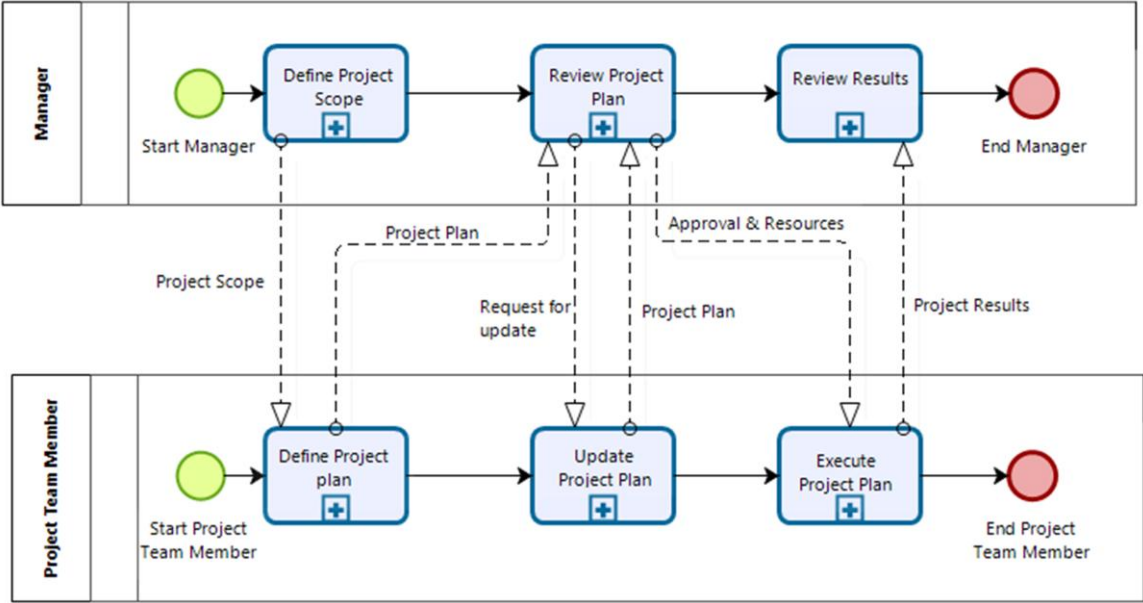 Manager
Define Project
Scope
Review Project
Plan
Review Results
Start Manager
End Manager
Project Plan
Approval & Resources
Project Scope
Request for
update
Project Plan
Project Results
Project Team Member
Define Project
plan
Update
Project Plan
Execute
Project Plan
Start Project
Team Member
End Project
Team Member